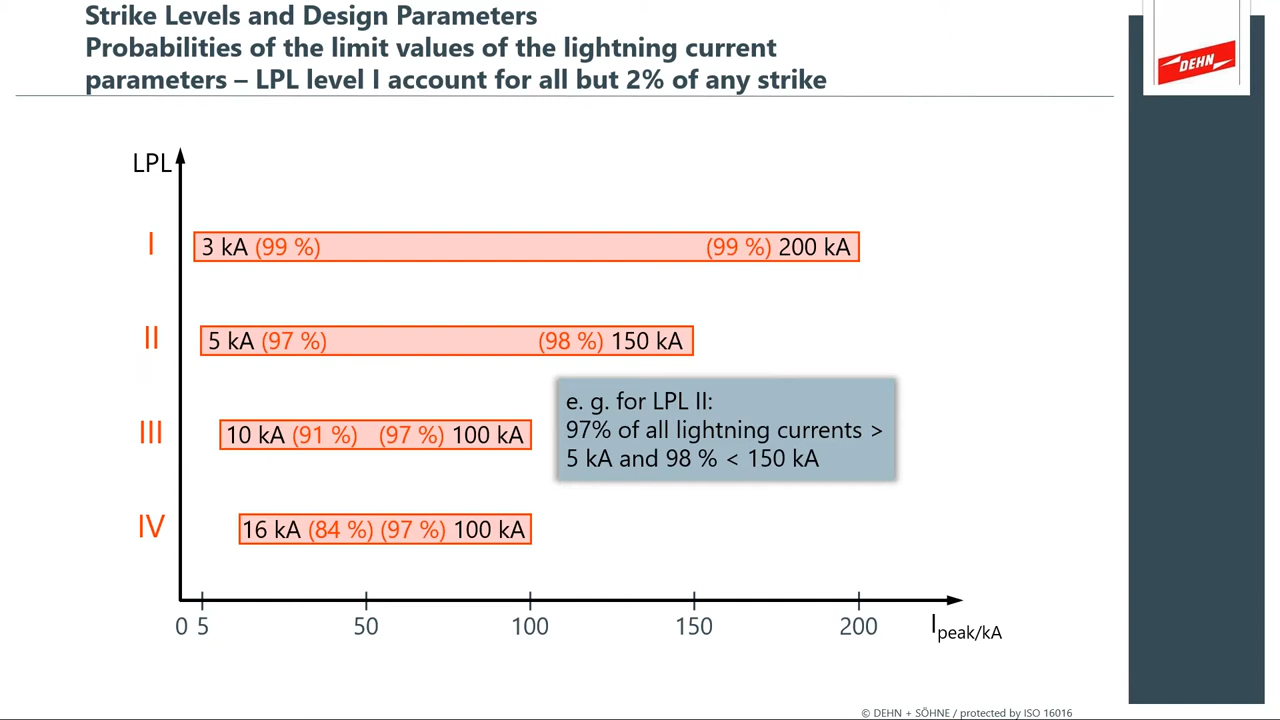 Strike Levels and Design Parameters
Probabilities of the limit values of the lightning current
parameters – LPL level I account for all but 2% of any strike
DEHN
LPL
I
3 kA (99 %) (99 %) 200 kA
II
5 kA (97 %) (98 %) 150 kA
e. g. for LPL II:
97% of all lightning currents >
5 kA and 98 % < 150 kA
III
10 kA (91 %) (97 %) 100 kA
IV
16 kA (84 %) (97 %) 100 kA
0 5 50 100 150 200 Ipeak/kA
© DEHN + SÖHNE / protected by ISO 16016